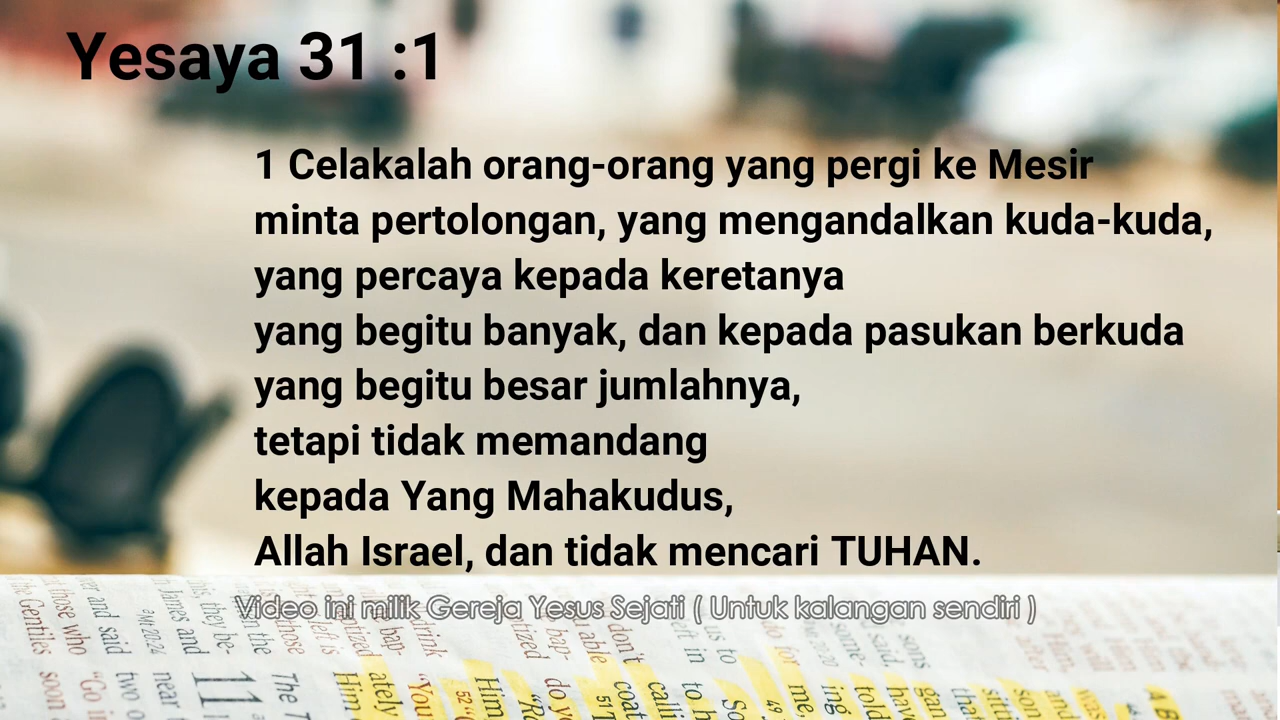 Yesaya 31 :1
1 Celakalah orang-orang yang pergi ke Mesir
minta pertolongan, yang mengandalkan kuda-kuda,
yang percaya kepada keretanya
yang begitu banyak, dan kepada pasukan berkuda
yang begitu besar jumlahnya,
tetapi tidak memandang
kepada Yang Mahakudus,
Allah Israel, dan tidak mencari TUHAN.
Video ini milik Gereja Yesus Sejati ( Untuk kalangan sendiri )